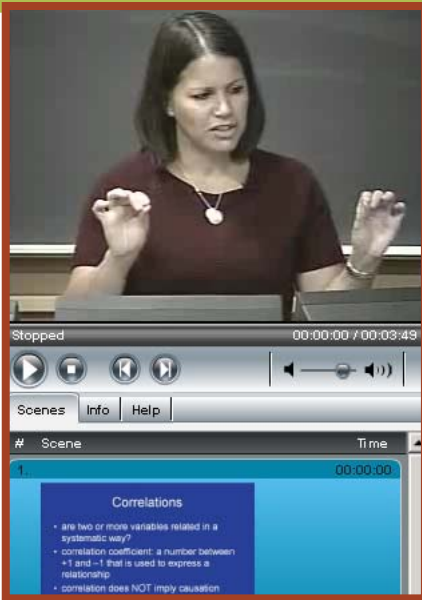 Stopped 00:00:00 / 00:03:49
Scenes Info Help
# Scene Time
1. 00:00:00
Correlations
• are two or more variables related in a
systematic way?
• correlation coefficient: a number between
+1 and –1 that is used to express a
relationship
• correlation does NOT imply causation